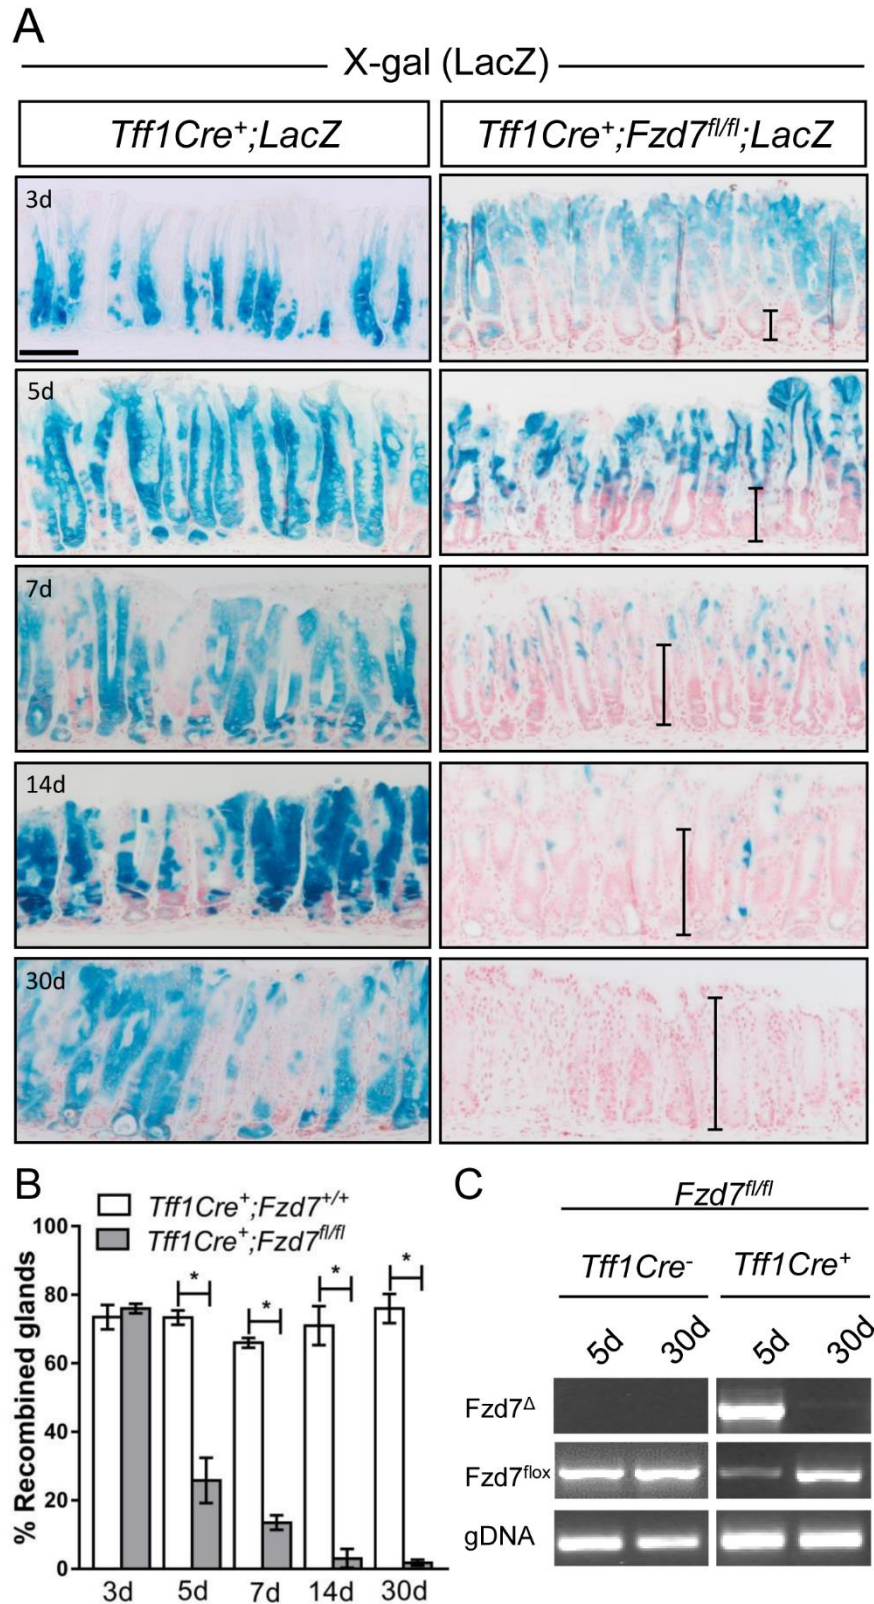 A
X-gal (LacZ)
Tff1Cre⁺;LacZ
Tff1Cre⁺;Fzd7ᶠˡ/ᶠˡ;LacZ
3d
5d
7d
14d
30d
B
Tff1Cre⁺;Fzd7⁺/⁺
Tff1Cre⁺;Fzd7ᶠˡ/ᶠˡ
% Recombined glands
100
80
60
40
20
0
* * * *
3d 5d 7d 14d 30d
C
Fzd7ᶠˡ/ᶠˡ
Tff1Cre⁻ Tff1Cre⁺
5d 30d 5d 30d
Fzd7Δ
Fzd7ᶠˡᵒˣ
gDNA